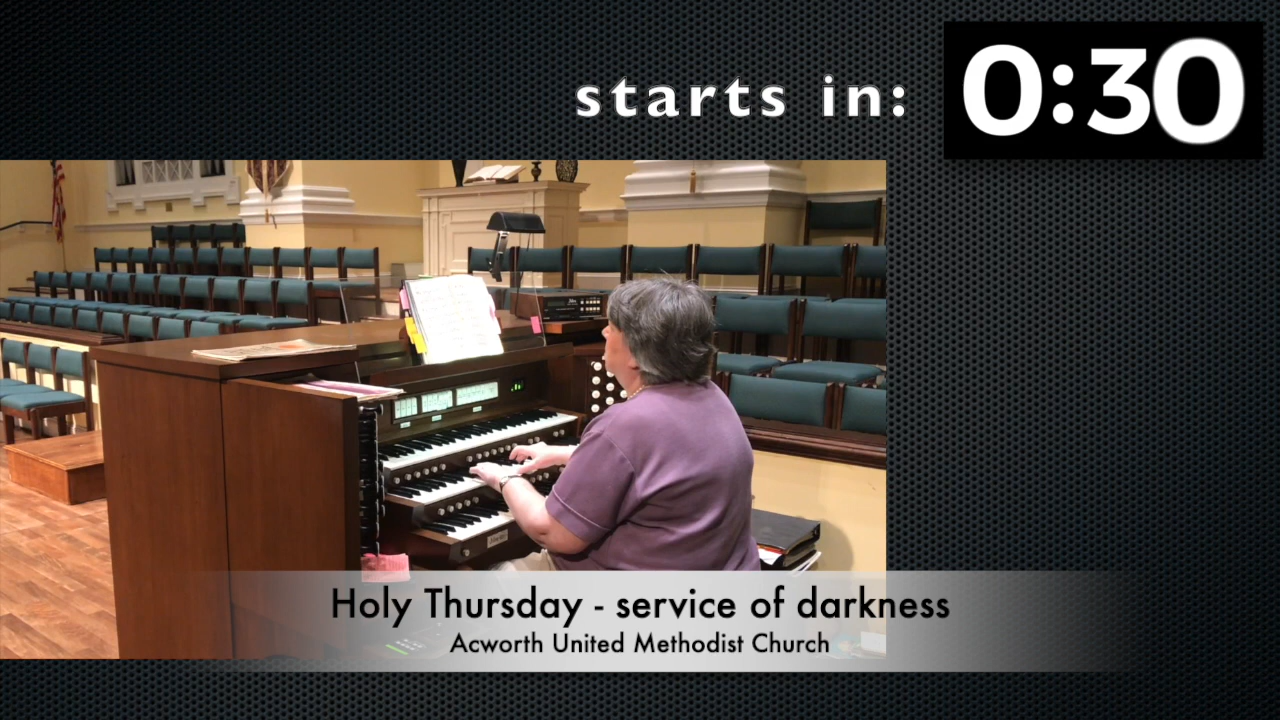 starts in:
0:30
Holy Thursday - service of darkness
Acworth United Methodist Church